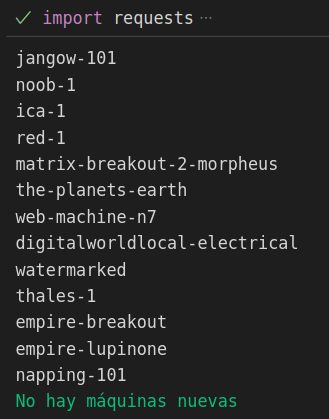 ✓ import requests ···
jangow-101
noob-1
ica-1
red-1
matrix-breakout-2-morpheus
the-planets-earth
web-machine-n7
digitalworldlocal-electrical
watermarked
thales-1
empire-breakout
empire-lupinone
napping-101
No hay máquinas nuevas